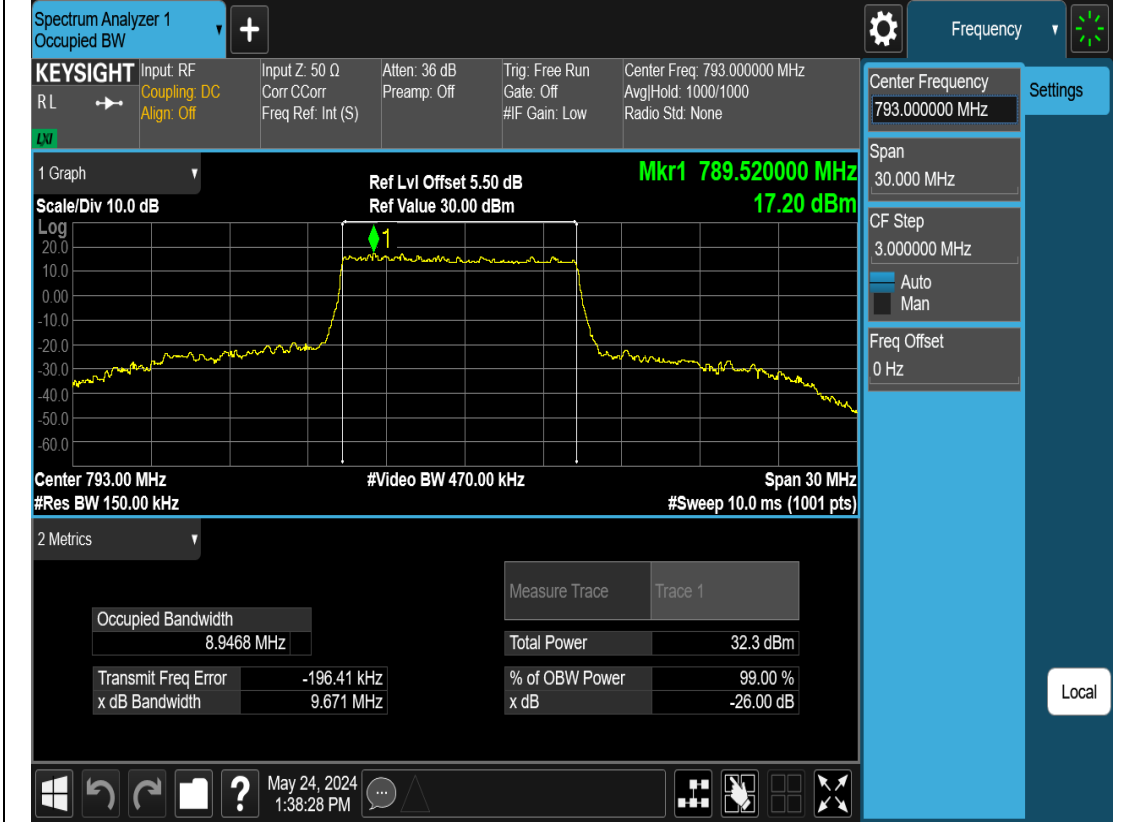 Spectrum Analyzer 1
Occupied BW
+
Frequency
KEYSIGHT
RL
LXI
Input: RF
Coupling: DC
Align: Off
Input Z: 50 Ω
Corr CCorr
Freq Ref: Int (S)
Atten: 36 dB
Preamp: Off
Trig: Free Run
Gate: Off
#IF Gain: Low
Center Freq: 793.000000 MHz
Avg|Hold: 1000/1000
Radio Std: None
Center Frequency
793.000000 MHz
Settings
Span
30.000 MHz
CF Step
3.000000 MHz
Auto
Man
Freq Offset
0 Hz
Local
1 Graph
Scale/Div 10.0 dB
Ref Lvl Offset 5.50 dB
Ref Value 30.00 dBm
Mkr1 789.520000 MHz
17.20 dBm
Log
1
20.0
10.0
0.00
-10.0
-20.0
-30.0
-40.0
-50.0
-60.0
Center 793.00 MHz
#Video BW 470.00 kHz
Span 30 MHz
#Res BW 150.00 kHz
#Sweep 10.0 ms (1001 pts)
2 Metrics
Measure Trace
Trace 1
Occupied Bandwidth
8.9468 MHz
Total Power
32.3 dBm
Transmit Freq Error
-196.41 kHz
% of OBW Power
99.00 %
x dB Bandwidth
9.671 MHz
x dB
-26.00 dB
?
May 24, 2024
1:38:28 PM